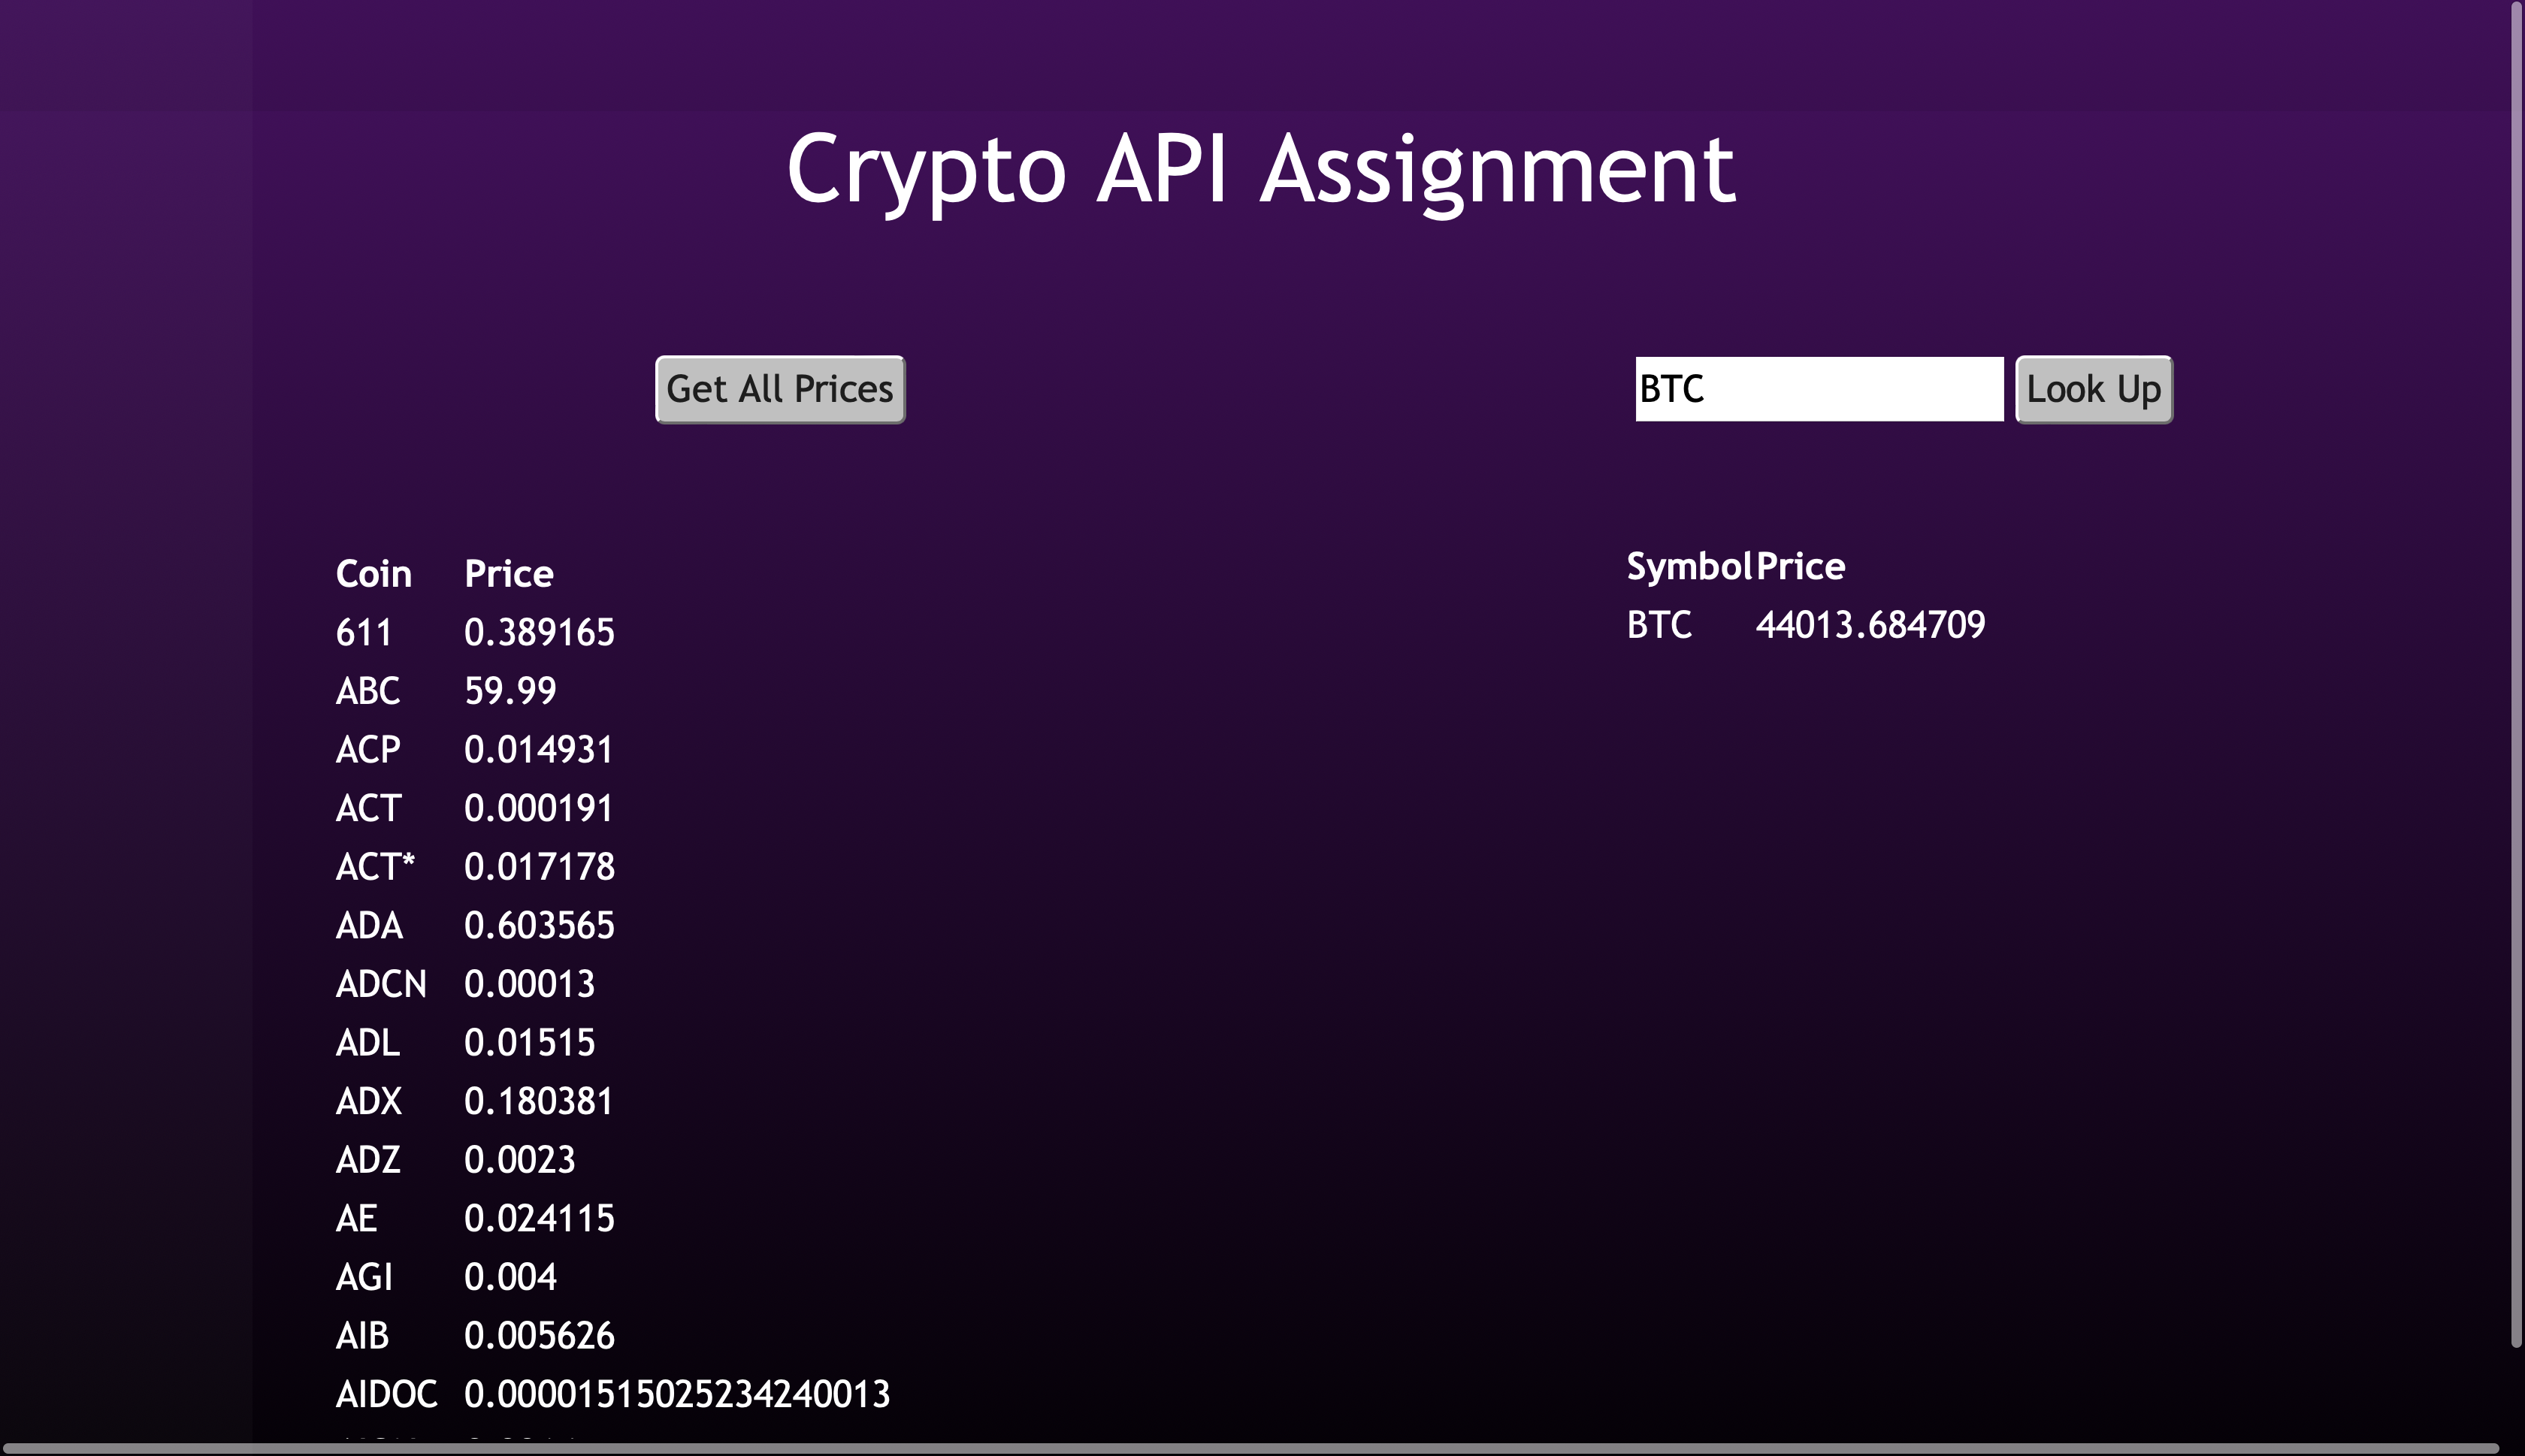 Crypto API Assignment
Get All Prices
BTC Look Up
Coin Price
611 0.389165
ABC 59.99
ACP 0.014931
ACT 0.000191
ACT* 0.017178
ADA 0.603565
ADCN 0.00013
ADL 0.01515
ADX 0.180381
ADZ 0.0023
AE 0.024115
AGI 0.004
AIB 0.005626
AIDOC 0.00001515025234240013
Symbol Price
BTC 44013.684709